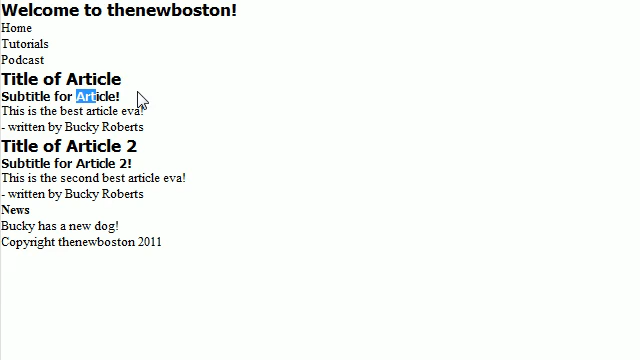 Welcome to thenewboston!
Home
Tutorials
Podcast
Title of Article
Subtitle for Article!
This is the best article eva!
- written by Bucky Roberts
Title of Article 2
Subtitle for Article 2!
This is the second best article eva!
- written by Bucky Roberts
News
Bucky has a new dog!
Copyright thenewboston 2011